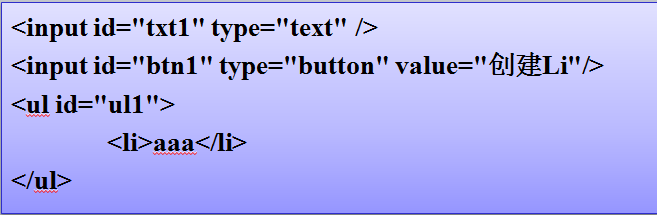 <input id="txt1" type="text" />
<input id="btn1" type="button" value="创建Li"/>
<ul id="ul1">
<li>aaa</li>
</ul>